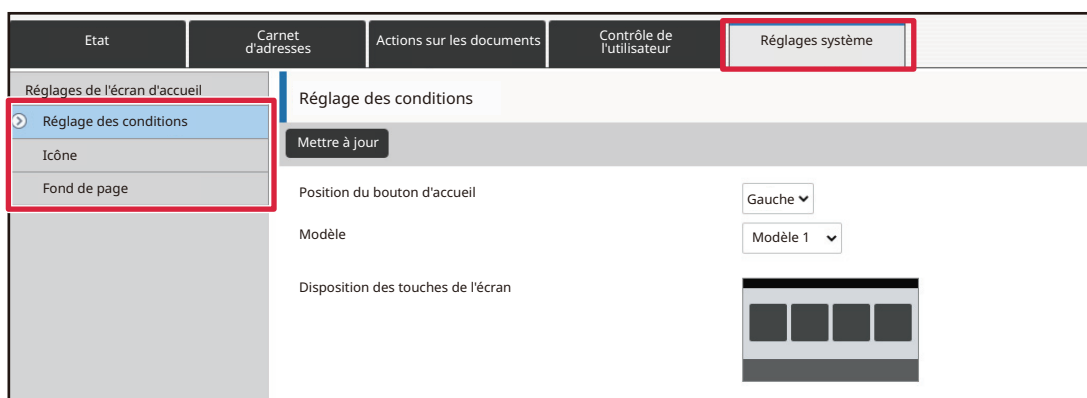 Etat
Carnet
d'adresses
Actions sur les documents
Contrôle de
l'utilisateur
Réglages système
Réglages de l'écran d'accueil
Réglage des conditions
Icône
Fond de page
Réglage des conditions
Mettre à jour
Position du bouton d'accueil
Gauche
Modèle
Modèle 1
Disposition des touches de l'écran